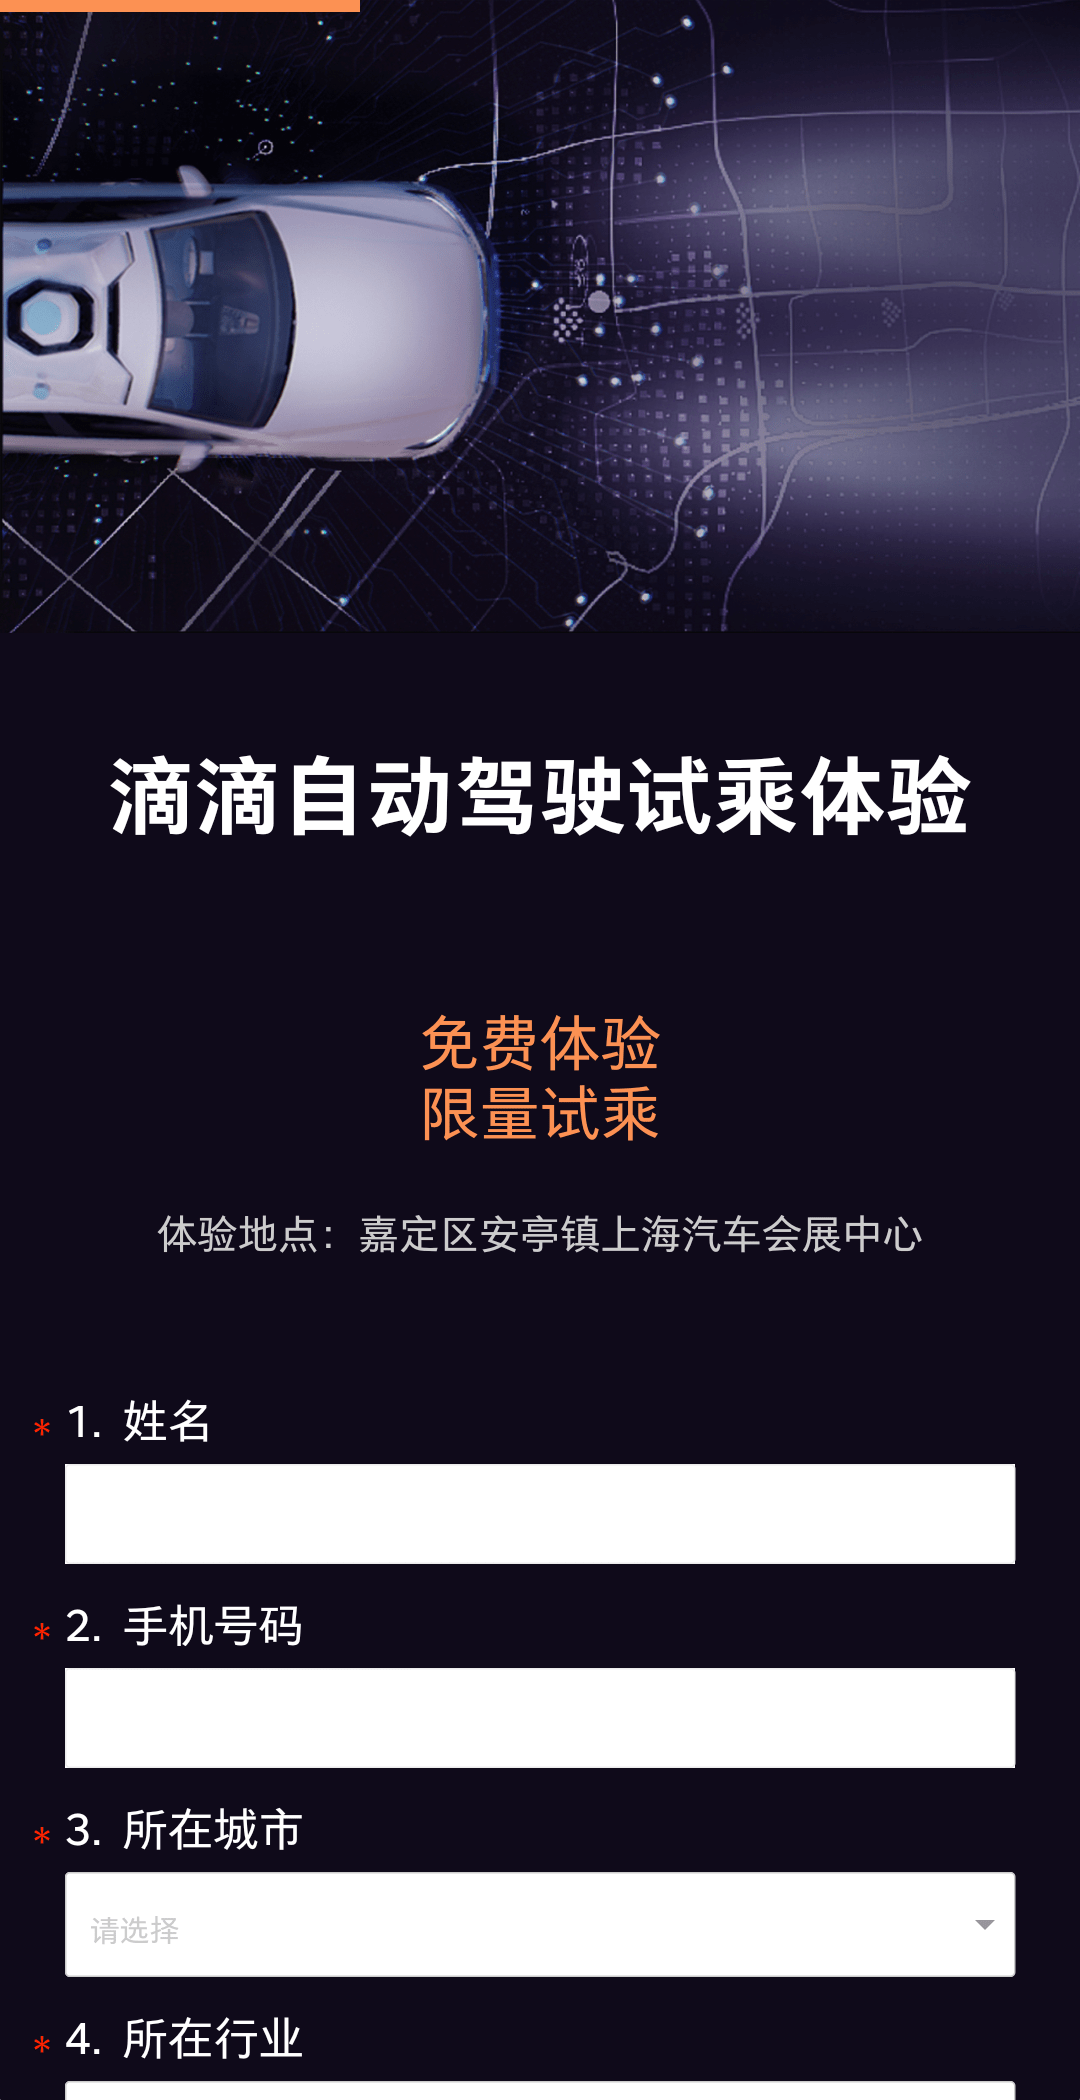 滴滴自动驾驶试乘体验
免费体验
限量试乘
体验地点：嘉定区安亭镇上海汽车会展中心
* 1. 姓名
* 2. 手机号码
* 3. 所在城市
请选择
* 4. 所在行业